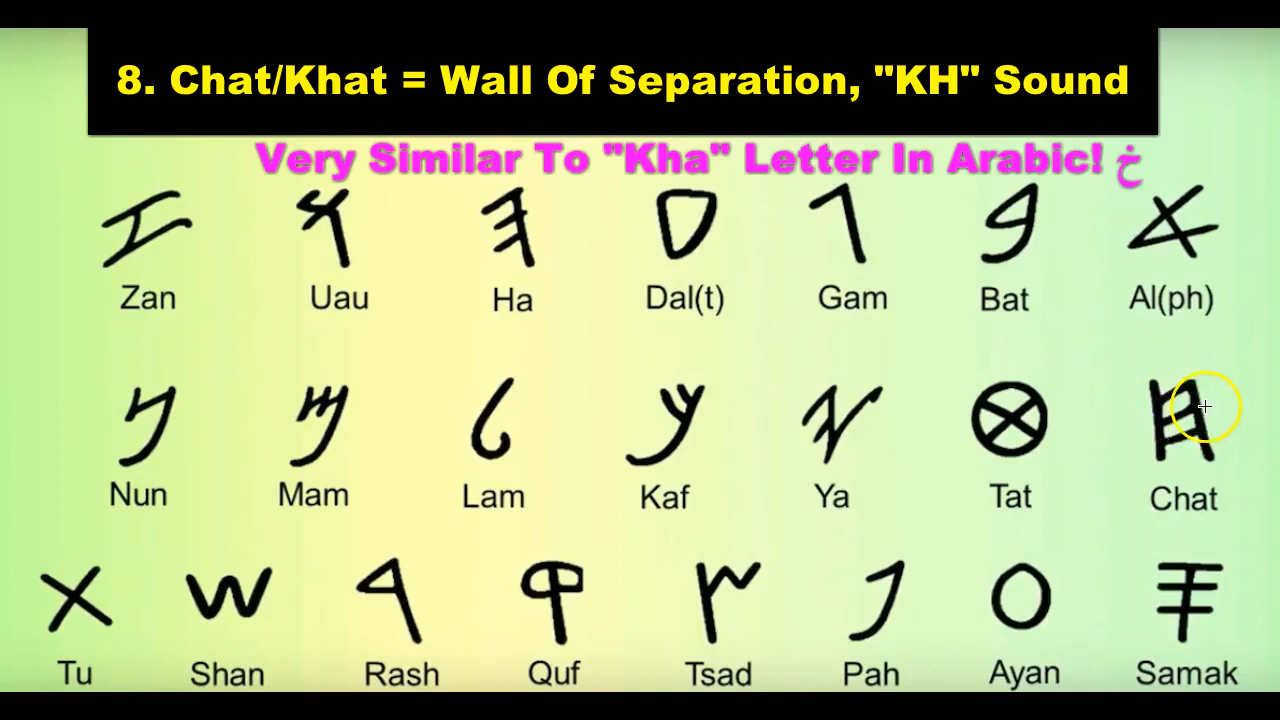 8. Chat/Khat = Wall Of Separation, "KH" Sound
Very Similar To "Kha" Letter In Arabic! خ
𐤆 𐤅 𐤄 𐤃 𐤂 𐤁 𐤀
Zan Uau Ha Dal(t) Gam Bat Al(ph)
𐤍 𐤌 𐤋 𐤊 𐤉 𐤈 𐤇
Nun Mam Lam Kaf Ya Tat Chat
𐤕 𐤔 𐤓 𐤒 𐤑 𐤐 𐤏 𐤎
Tu Shan Rash Quf Tsad Pah Ayan Samak